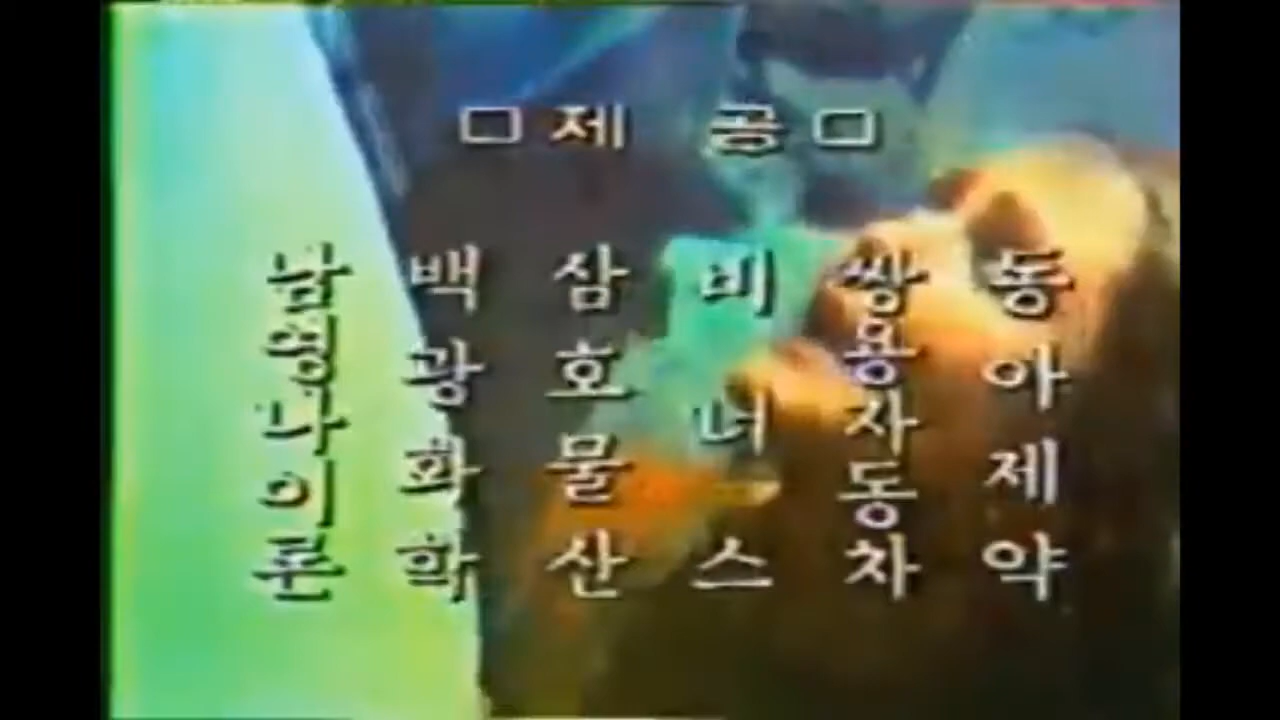 □제 공□
동아제약
쌍용자동차
비너스
삼호물산
백광화학
남영나이론